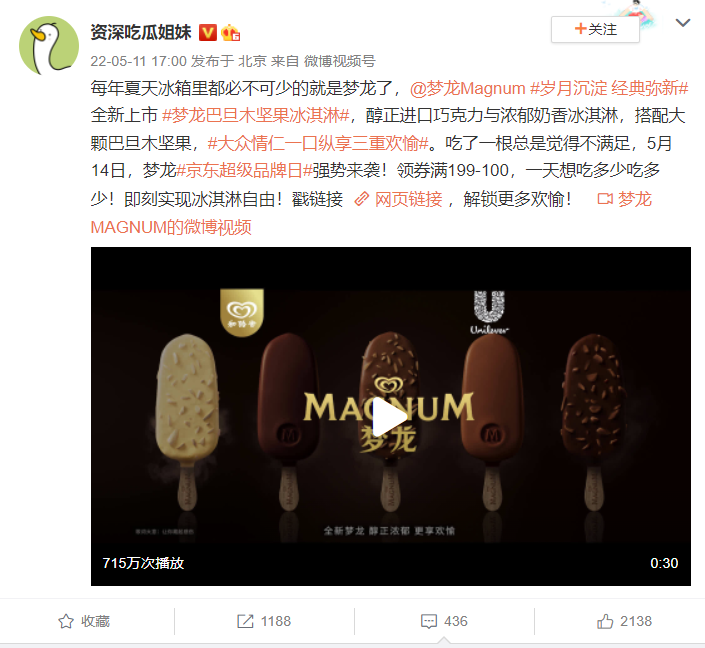 资深吃瓜姐妹
关注
22-05-11 17:00 发布于 北京 来自 微博视频号
每年夏天冰箱里都必不可少的就是梦龙了，@梦龙Magnum #岁月沉淀 经典弥新#
全新上市 #梦龙巴旦木坚果冰淇淋#，醇正进口巧克力与浓郁奶香冰淇淋，搭配大
颗巴旦木坚果，#大众情仁一口纵享三重欢愉#。吃了一根总是觉得不满足，5月
14日，梦龙#京东超级品牌日#强势来袭！领券满199-100，一天想吃多少吃多
少！即刻实现冰淇淋自由！戳链接 网页链接 ，解锁更多欢愉！ 梦龙
MAGNUM的微博视频
和路雪
Unilever
MAGNUM
梦龙
全新梦龙 醇正浓郁 更享欢愉
715万次播放
0:30
收藏
1188
436
2138